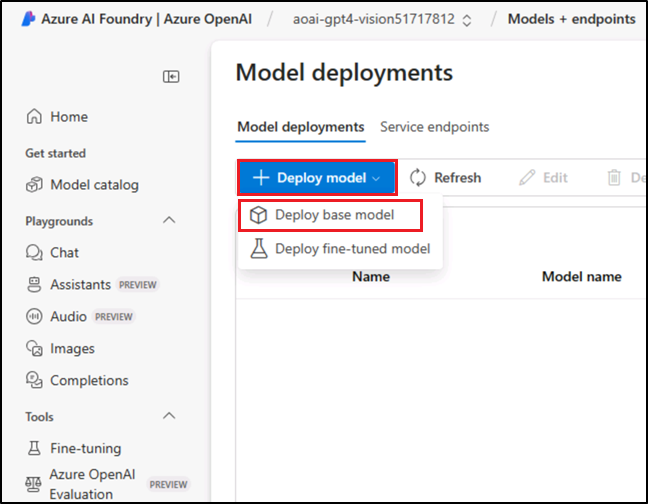 Azure AI Foundry | Azure OpenAI / aoai-gpt4-vision51717812 / Models + endpoints
Model deployments
Model deployments Service endpoints
+ Deploy model Refresh Edit De
Deploy base model
Deploy fine-tuned model
Name Model name
Home
Get started
Model catalog
Playgrounds
Chat
Assistants PREVIEW
Audio PREVIEW
Images
Completions
Tools
Fine-tuning
Azure OpenAI
Evaluation PREVIEW